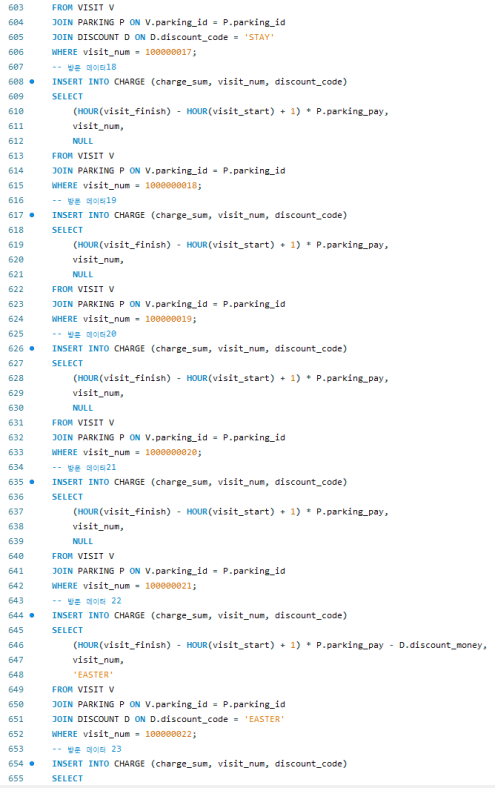 603 FROM VISIT V
604 JOIN PARKING P ON V.parking_id = P.parking_id
605 JOIN DISCOUNT D ON D.discount_code = 'STAY'
606 WHERE visit_num = 100000017;
607 -- 방문 데이터18
608 INSERT INTO CHARGE (charge_sum, visit_num, discount_code)
609 SELECT
610 (HOUR(visit_finish) - HOUR(visit_start) + 1) * P.parking_pay,
611 visit_num,
612 NULL
613 FROM VISIT V
614 JOIN PARKING P ON V.parking_id = P.parking_id
615 WHERE visit_num = 1000000018;
616 -- 방문 데이터19
617 INSERT INTO CHARGE (charge_sum, visit_num, discount_code)
618 SELECT
619 (HOUR(visit_finish) - HOUR(visit_start) + 1) * P.parking_pay,
620 visit_num,
621 NULL
622 FROM VISIT V
623 JOIN PARKING P ON V.parking_id = P.parking_id
624 WHERE visit_num = 100000019;
625 -- 방문 데이터20
626 INSERT INTO CHARGE (charge_sum, visit_num, discount_code)
627 SELECT
628 (HOUR(visit_finish) - HOUR(visit_start) + 1) * P.parking_pay,
629 visit_num,
630 NULL
631 FROM VISIT V
632 JOIN PARKING P ON V.parking_id = P.parking_id
633 WHERE visit_num = 1000000020;
634 -- 방문 데이터21
635 INSERT INTO CHARGE (charge_sum, visit_num, discount_code)
636 SELECT
637 (HOUR(visit_finish) - HOUR(visit_start) + 1) * P.parking_pay,
638 visit_num,
639 NULL
640 FROM VISIT V
641 JOIN PARKING P ON V.parking_id = P.parking_id
642 WHERE visit_num = 100000021;
643 -- 방문 데이터 22
644 INSERT INTO CHARGE (charge_sum, visit_num, discount_code)
645 SELECT
646 (HOUR(visit_finish) - HOUR(visit_start) + 1) * P.parking_pay - D.discount_money,
647 visit_num,
648 'EASTER'
649 FROM VISIT V
650 JOIN PARKING P ON V.parking_id = P.parking_id
651 JOIN DISCOUNT D ON D.discount_code = 'EASTER'
652 WHERE visit_num = 100000022;
653 -- 방문 데이터 23
654 INSERT INTO CHARGE (charge_sum, visit_num, discount_code)
655 SELECT